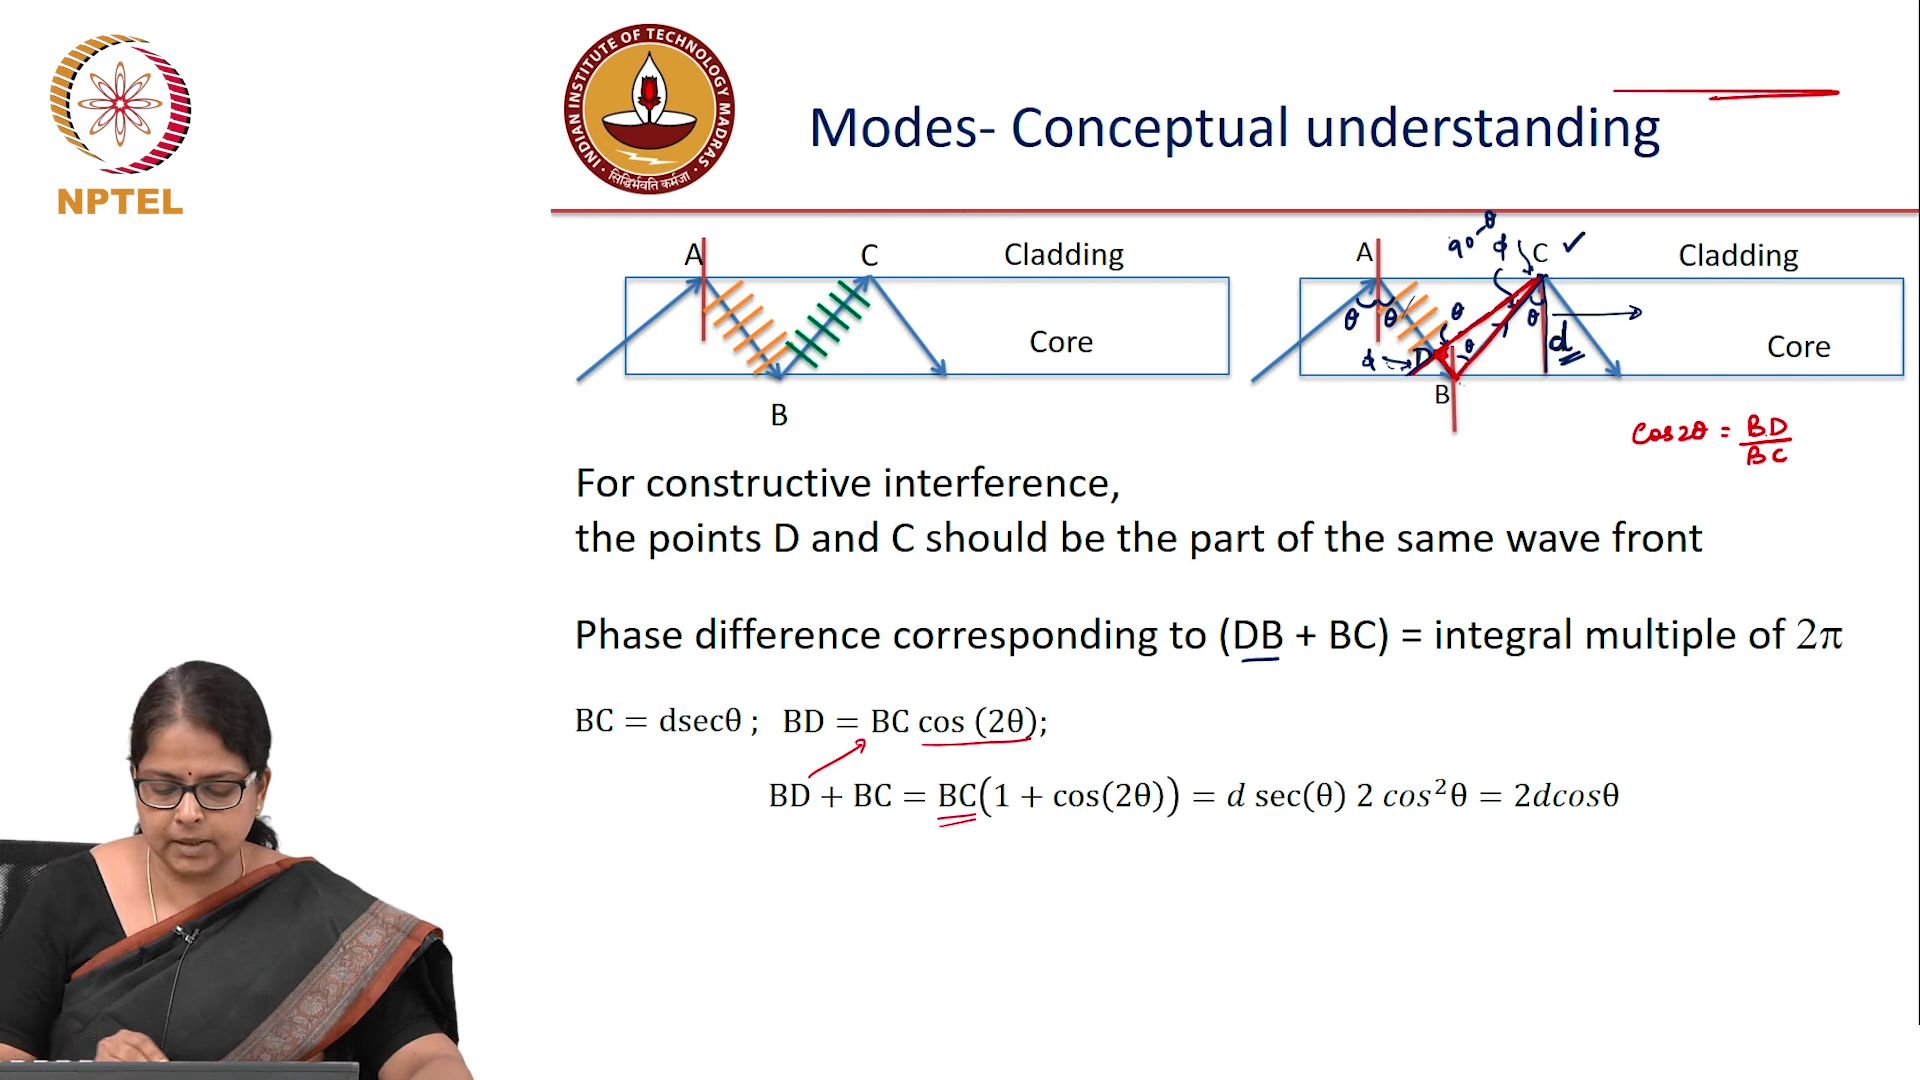 NPTEL
INDIAN INSTITUTE OF TECHNOLOGY MADRAS
सिद्धिर्भवति कर्मजा
Modes- Conceptual understanding
A C Cladding
Core
B
90-θ
A ϕ C ✓ Cladding
θ θ θ θ θ
ϕ D d Core
B
cos2θ = BD/BC
For constructive interference,
the points D and C should be the part of the same wave front
Phase difference corresponding to (DB + BC) = integral multiple of 2π
BC = dsecθ ; BD = BC cos (2θ);
BD + BC = BC(1 + cos(2θ)) = d sec(θ) 2 cos²θ = 2dcosθ